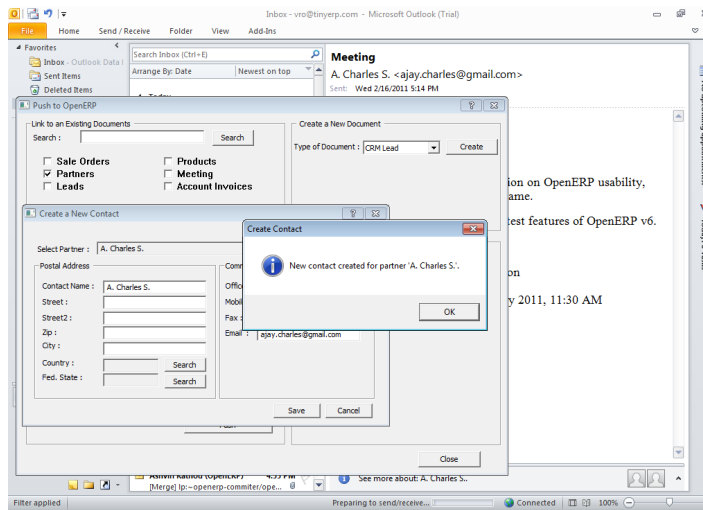 Inbox - vro@tinyerp.com - Microsoft Outlook (Trial)
File Home Send / Receive Folder View Add-Ins
Favorites
Inbox - Outlook Data
Sent Items
Deleted Items
Search Inbox (Ctrl+E)
Arrange By: Date Newest on top
Meeting
A. Charles S. <ajay.charles@gmail.com>
Sent: Wed 2/16/2011 5:14 PM
Push to OpenERP
Link to an Existing Documents
Search : Search
Sale Orders Products
Partners Meeting
Leads Account Invoices
Create a New Document
Type of Document : CRM Lead Create
ion on OpenERP usability,
ame.
test features of OpenERP v6.
on
y 2011, 11:30 AM
Create a New Contact
Select Partner : A. Charles S.
Postal Address
Contact Name : A. Charles S.
Street :
Street2 :
Zip :
City :
Country : Search
Fed. State : Search
Fax :
Email : ajay.charles@gmail.com
Save Cancel
Create Contact
New contact created for partner 'A. Charles S.'.
OK
Close
Ashvin Rathod (OpenERP) 4:55 PM
[Merge] lp:~openerp-commiter/ope...
See more about: A. Charles S..
Filter applied Preparing to send/receive... Connected 100%